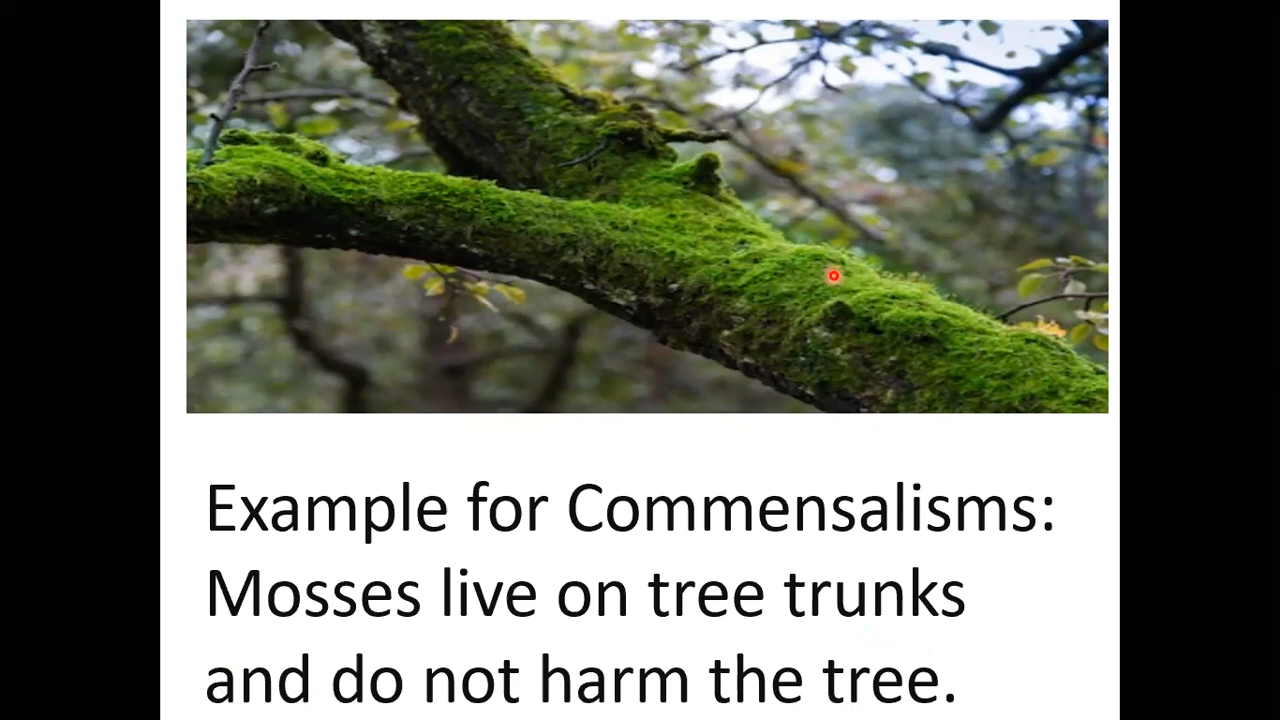 Example for Commensalisms:
Mosses live on tree trunks
and do not harm the tree.